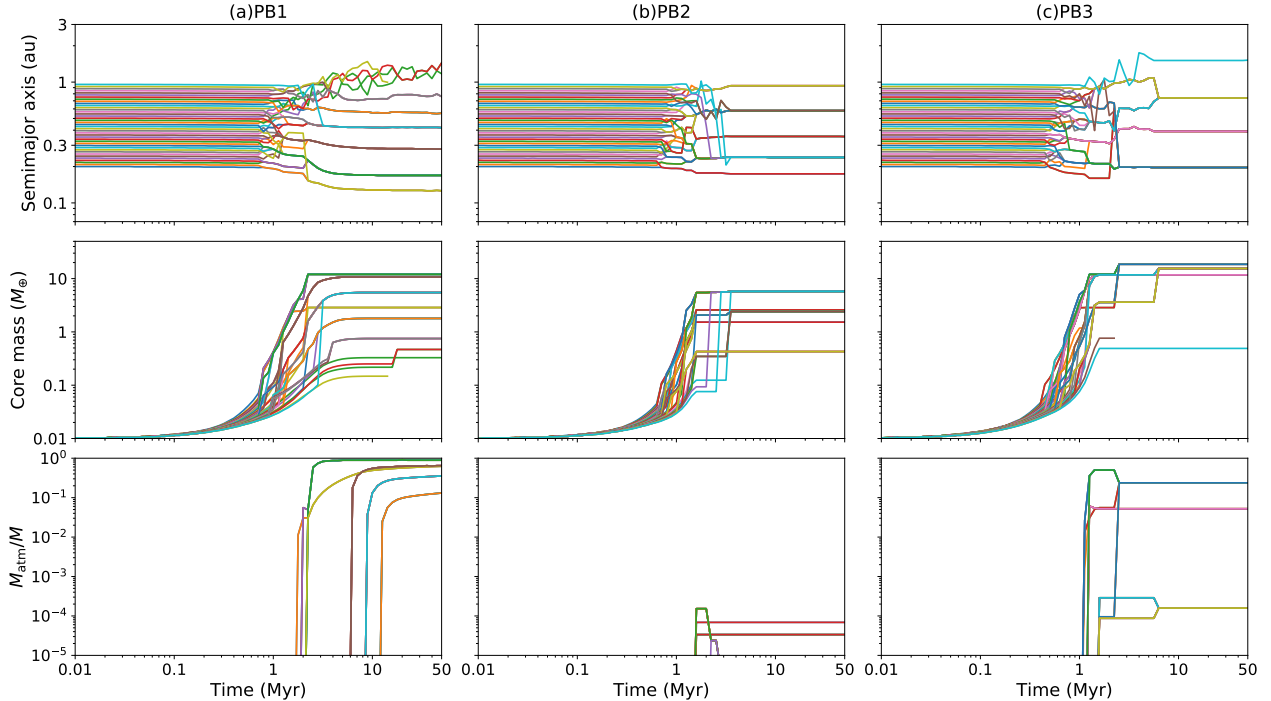 (a)PB1
(b)PB2
(c)PB3
Semimajor axis (au)
3
1
0.3
0.1
Core mass (M⊕)
10
1
0.1
0.01
M_atm/M
10⁰
10⁻¹
10⁻²
10⁻³
10⁻⁴
10⁻⁵
0.01 0.1 1 10 50
0.01 0.1 1 10 50
0.01 0.1 1 10 50
Time (Myr)
Time (Myr)
Time (Myr)